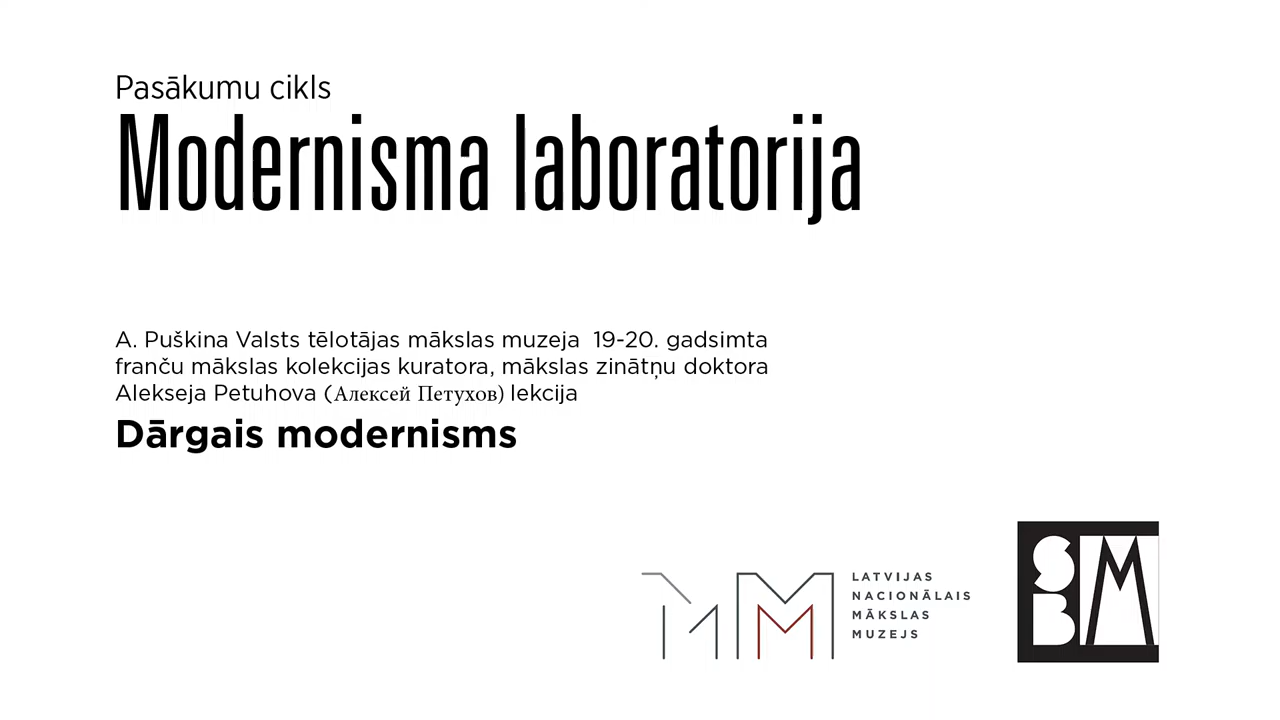 Pasākumu cikls
Modernisma laboratorija
A. Puškina Valsts tēlotājas mākslas muzeja 19-20. gadsimta
franču mākslas kolekcijas kuratora, mākslas zinātņu doktora
Alekseja Petuhova (Алексей Петухов) lekcija
Dārgais modernisms
LATVIJAS
NACIONĀLAIS
MĀKSLAS
MUZEJS
SBM